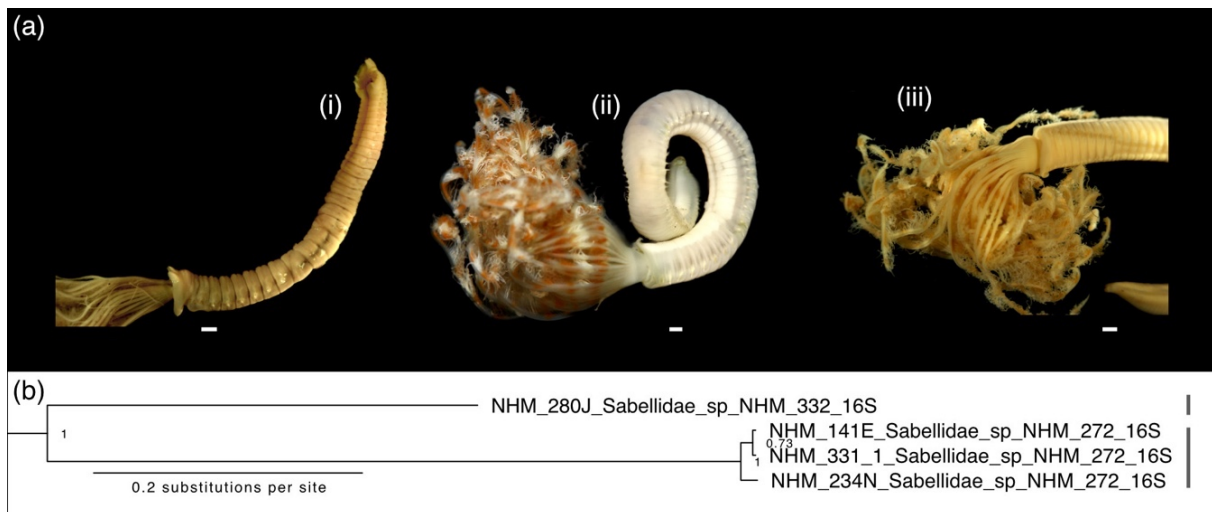 (a)
(i)
(ii)
(iii)
(b)
NHM_280J_Sabellidae_sp_NHM_332_16S
1
NHM_141E_Sabellidae_sp_NHM_272_16S
0.73
NHM_331_1_Sabellidae_sp_NHM_272_16S
1
NHM_234N_Sabellidae_sp_NHM_272_16S
0.2 substitutions per site